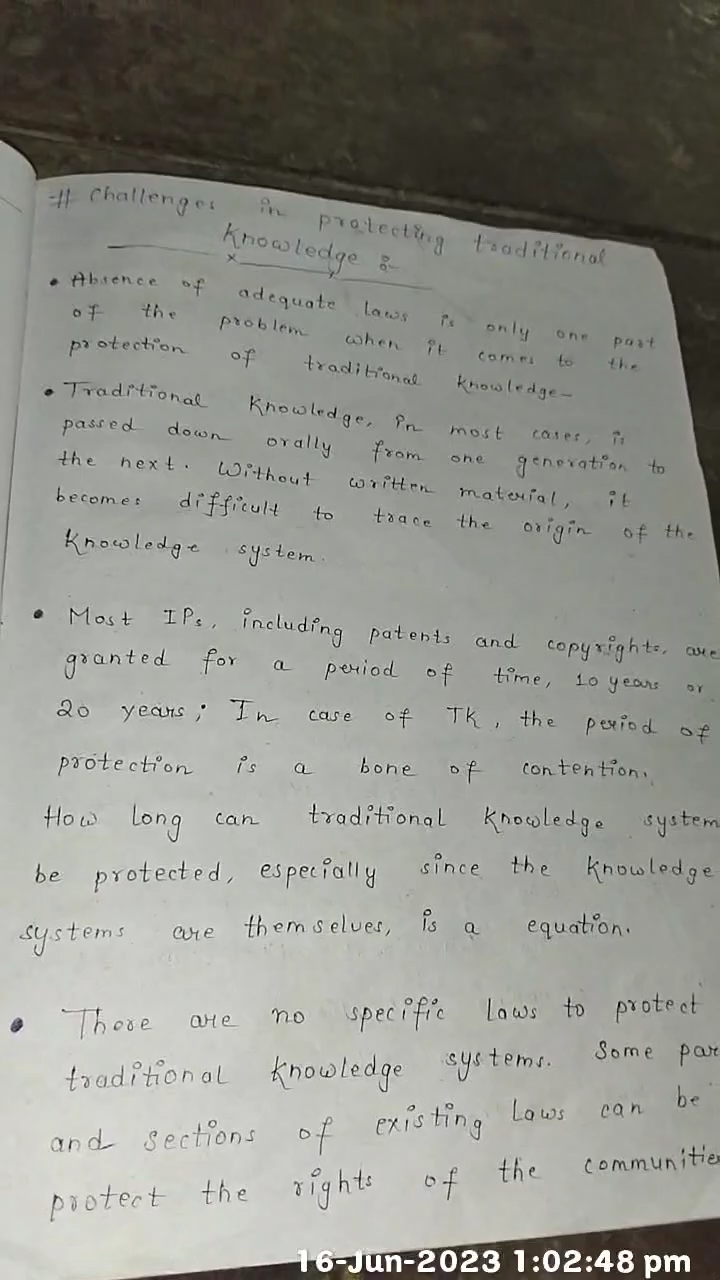 # Challenges in protecting traditional
Knowledge :-
• Absence of adequate laws is only one part
of the problem when it comes to the
protection of traditional knowledge-
• Traditional Knowledge, in most cases, is
passed down orally from one generation to
the next. Without written material, it
becomes difficult to trace the origin of the
Knowledge system.
• Most IPs, including patents and copyrights, are
granted for a period of time, 10 years or
20 years; In case of TK, the period of
protection is a bone of contention.
How long can traditional Knowledge system
be protected, especially since the Knowledge
systems are themselves, is a equation.
• There are no specific Laws to protect
traditional Knowledge systems. Some par
and sections of existing Laws can be
protect the rights of the communitie
16-Jun-2023 1:02:48 pm